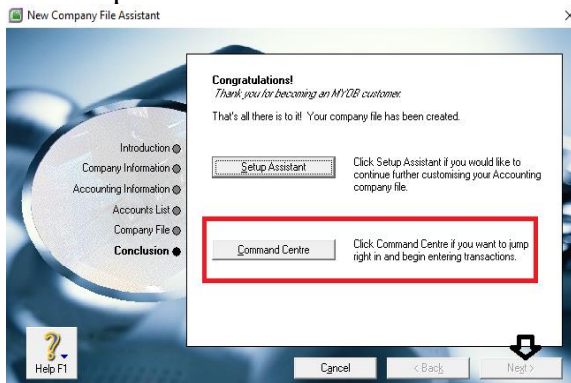 New Company File Assistant
Congratulations!
Thank you for becoming an MYOB customer.
That's all there is to it! Your company file has been created.
Introduction
Company Information
Accounting Information
Accounts List
Company File
Conclusion
Setup Assistant
Click Setup Assistant if you would like to
continue further customising your Accounting
company file.
Command Centre
Click Command Centre if you want to jump
right in and begin entering transactions.
Help F1
Cancel
< Back
Next >